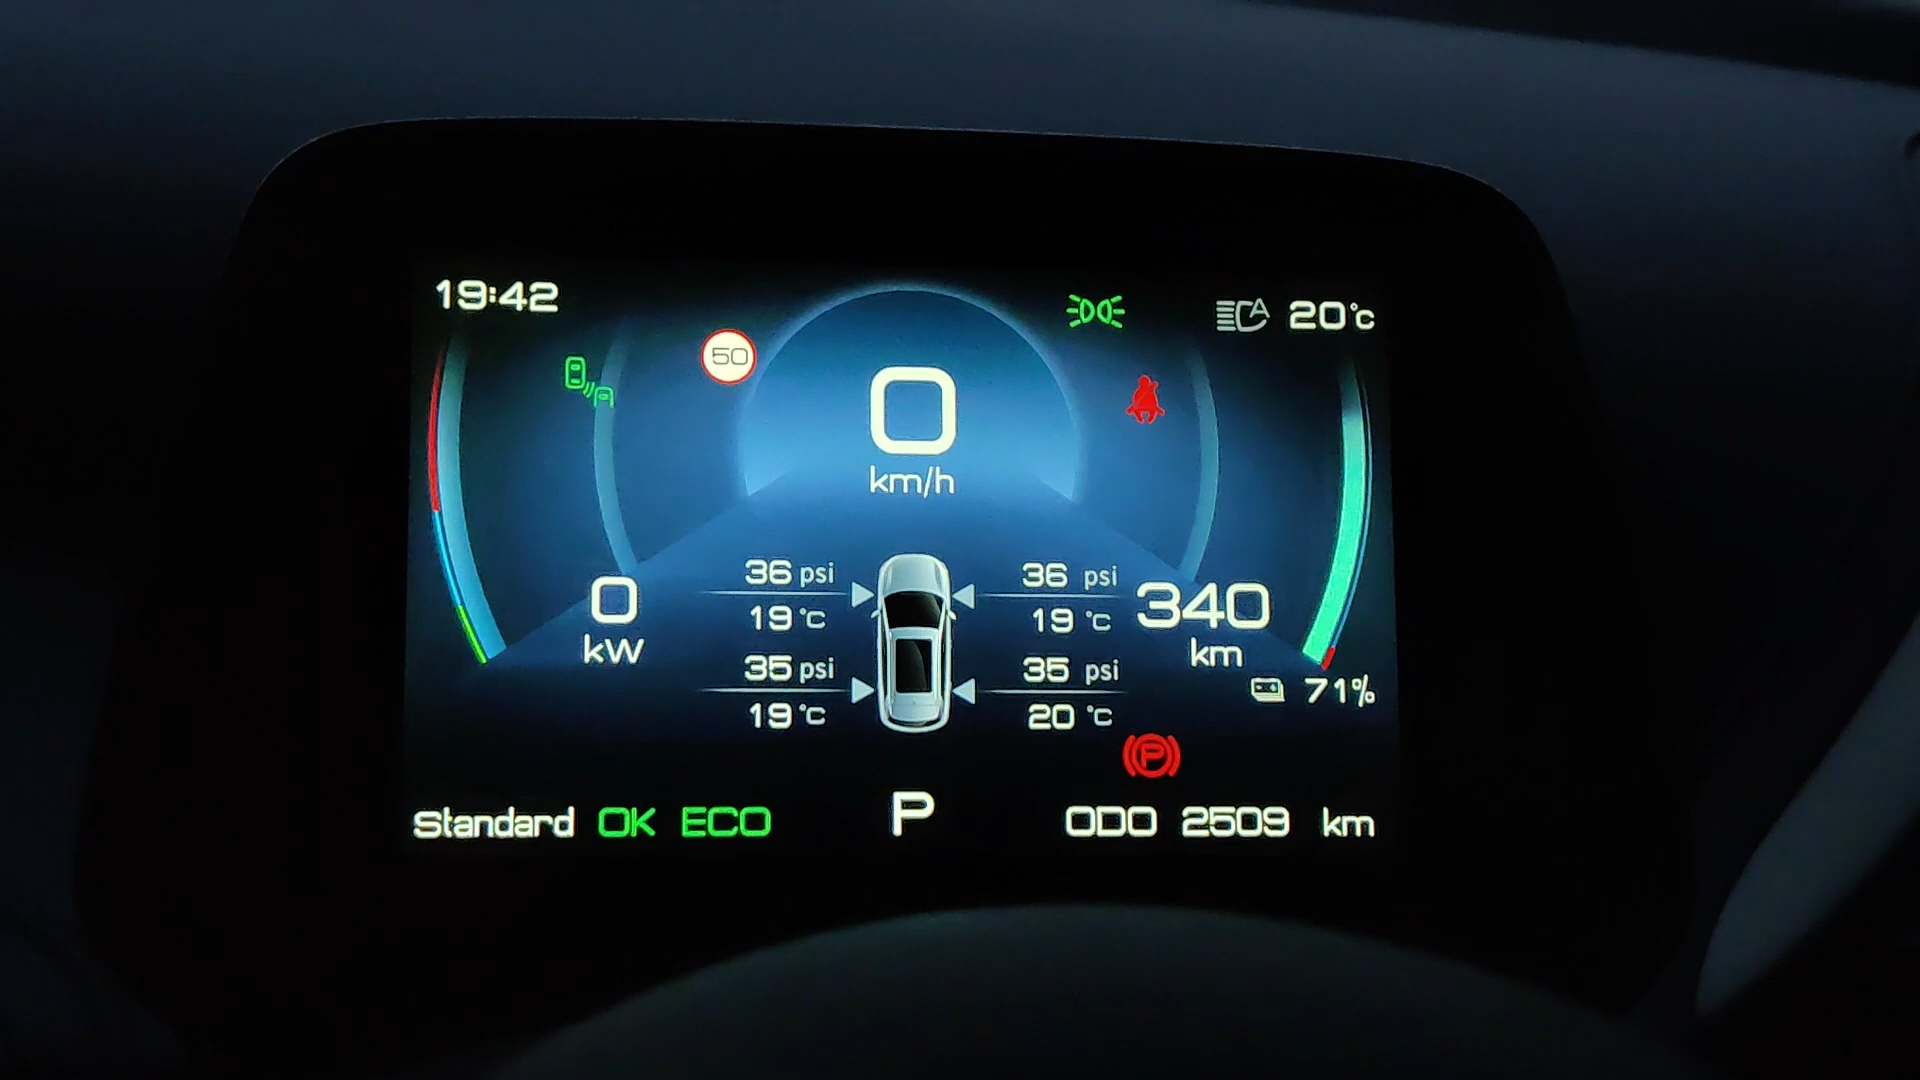 19:42
20°C
50
0
km/h
36 psi
36 psi
19 °C
19 °C
0
kW
340
km
35 psi
35 psi
19 °C
20 °C
71%
P
Standard OK ECO
P
ODO 2509 km